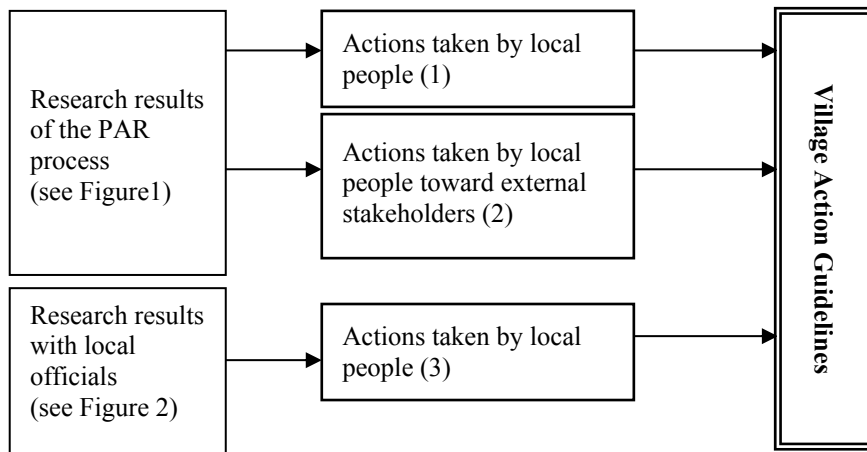 Research results
of the PAR
process
(see Figure1)
Actions taken by local
people (1)
Actions taken by local
people toward external
stakeholders (2)
Research results
with local
officials
(see Figure 2)
Actions taken by local
people (3)
Village Action Guidelines